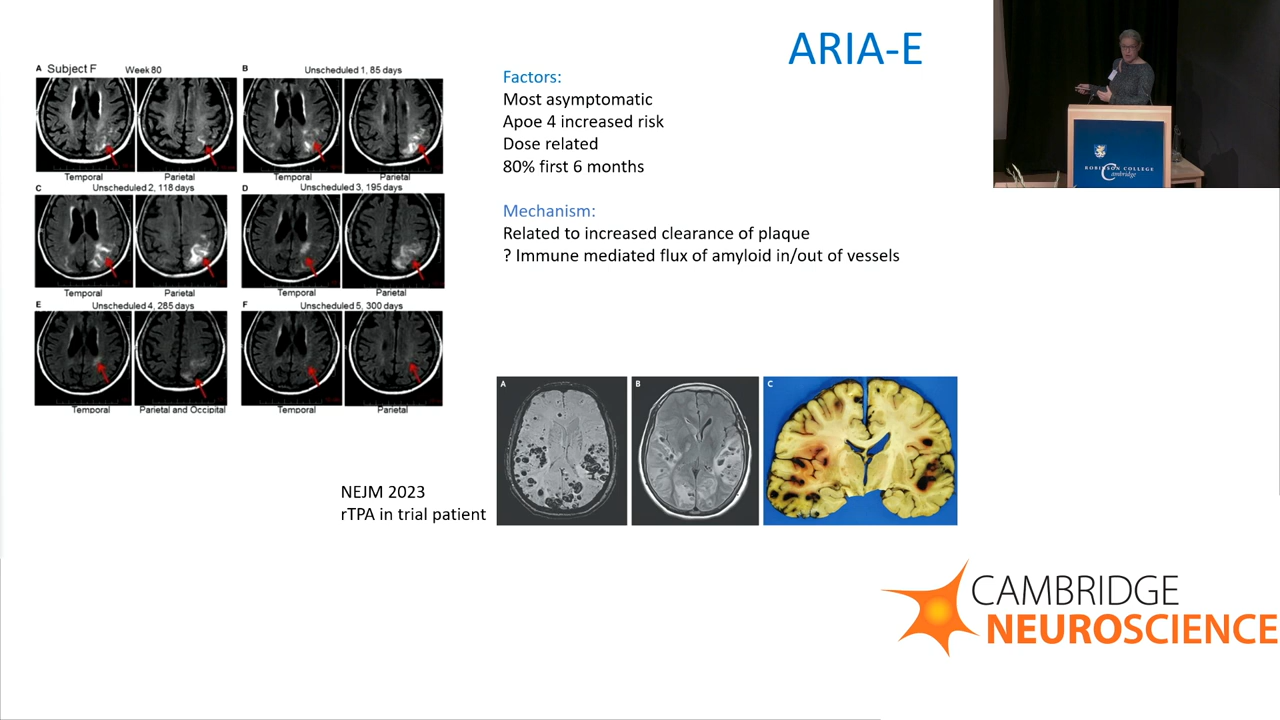 ARIA-E
A Subject F Week 80
B Unscheduled 1, 85 days
Temporal Parietal
Temporal Parietal
C Unscheduled 2, 118 days
D Unscheduled 3, 195 days
Temporal Parietal
Temporal Parietal
E Unscheduled 4, 285 days
F Unscheduled 5, 300 days
Temporal Parietal and Occipital
Temporal Parietal
Factors:
Most asymptomatic
Apoe 4 increased risk
Dose related
80% first 6 months
Mechanism:
Related to increased clearance of plaque
? Immune mediated flux of amyloid in/out of vessels
NEJM 2023
rTPA in trial patient
A
B
C
ROBINSON COLLEGE
Cambridge
CAMBRIDGE
NEUROSCIENCE